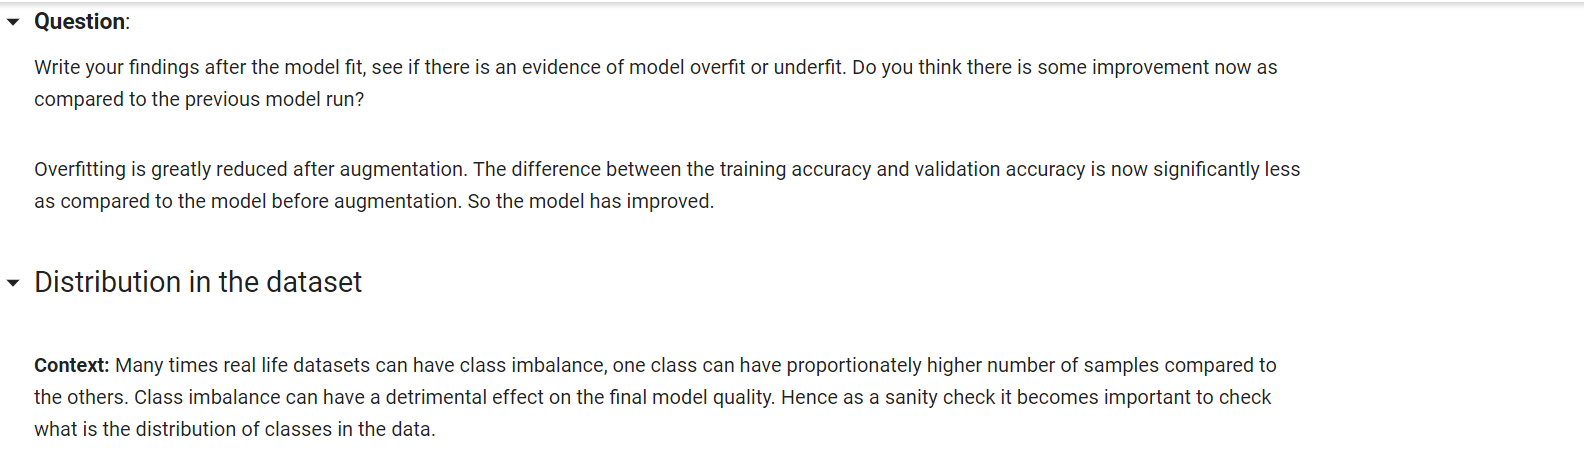 Question:
Write your findings after the model fit, see if there is an evidence of model overfit or underfit. Do you think there is some improvement now as
compared to the previous model run?
Overfitting is greatly reduced after augmentation. The difference between the training accuracy and validation accuracy is now significantly less
as compared to the model before augmentation. So the model has improved.
Distribution in the dataset
Context: Many times real life datasets can have class imbalance, one class can have proportionately higher number of samples compared to
the others. Class imbalance can have a detrimental effect on the final model quality. Hence as a sanity check it becomes important to check
what is the distribution of classes in the data.